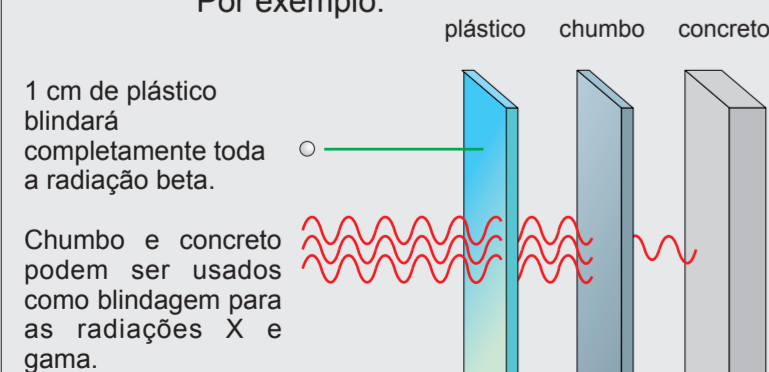 Por exemplo:
plástico chumbo concreto
1 cm de plástico
blindará
completamente toda
a radiação beta.
Chumbo e concreto
podem ser usados
como blindagem para
as radiações X e
gama.